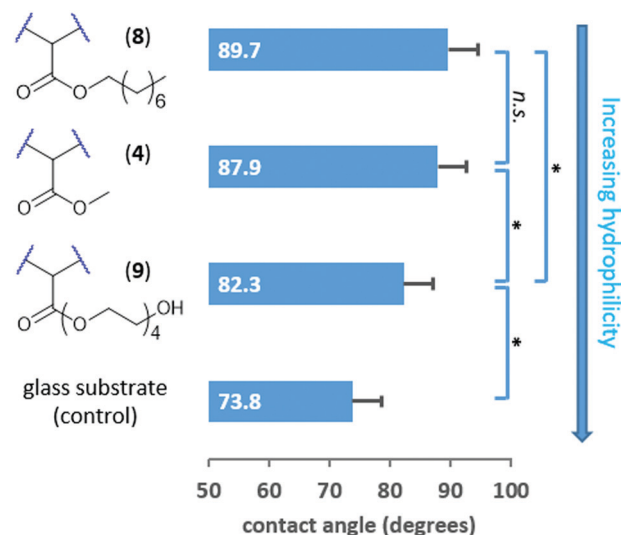 (8)
O
O
( )
6
89.7
(4)
O
O
87.9
(9)
O
(O
)
4
OH
82.3
glass substrate
(control)
73.8
n.s.
*
*
*
Increasing hydrophilicity
50 60 70 80 90 100
contact angle (degrees)